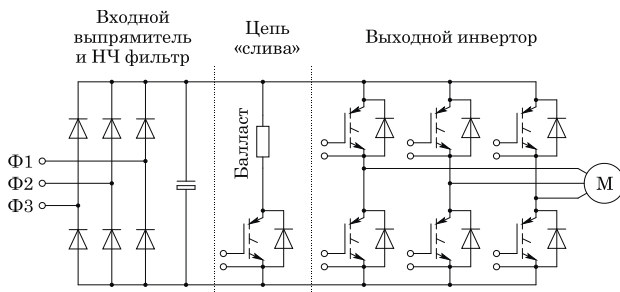 Входной
выпрямитель
и НЧ фильтр
Цепь
«слива»
Выходной инвертор
Балласт
Ф1
Ф2
Ф3
М